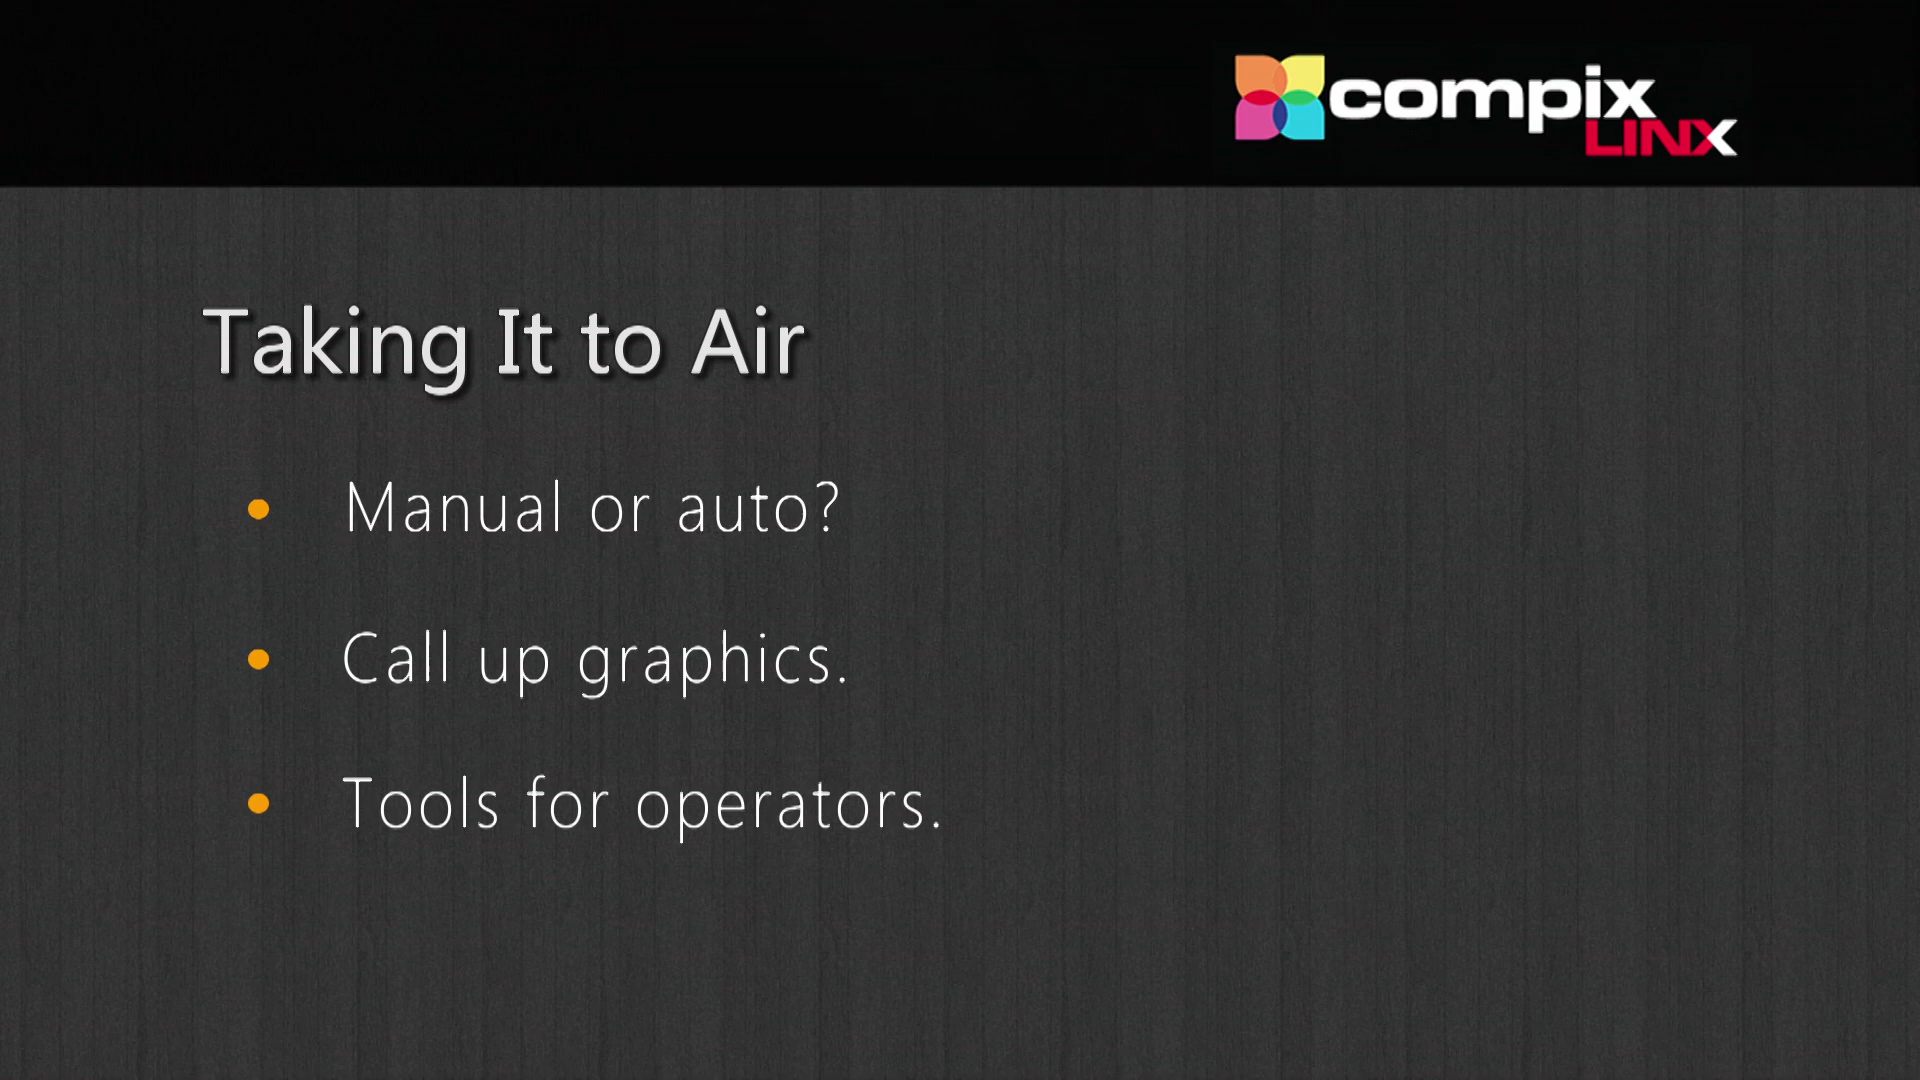 compix
LINX
Taking It to Air
• Manual or auto?
• Call up graphics.
• Tools for operators.